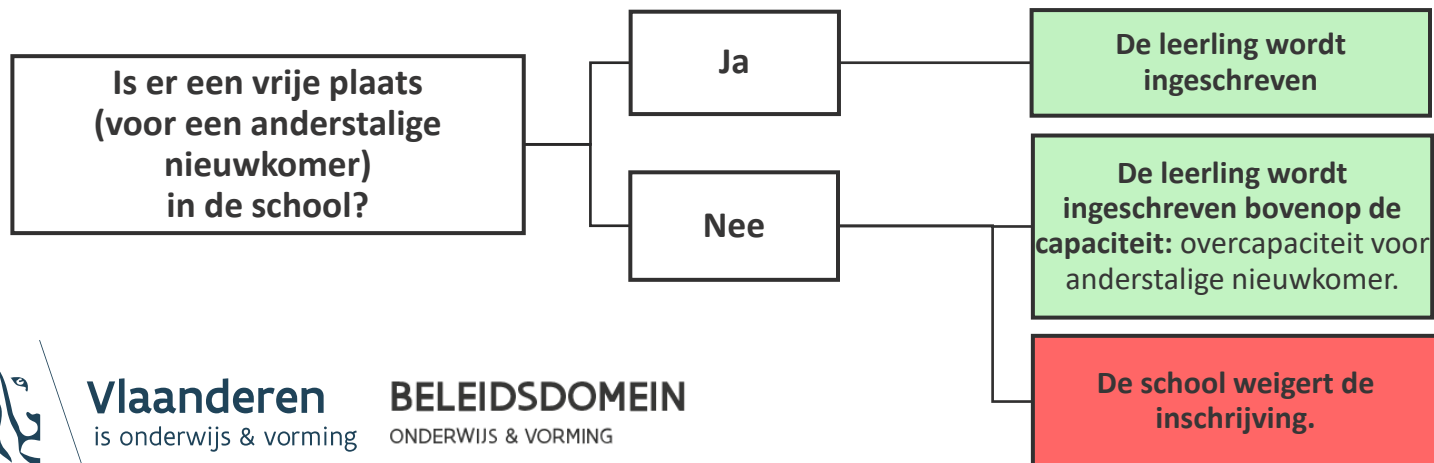 Is er een vrije plaats
(voor een anderstalige
nieuwkomer)
in de school?
Ja
De leerling wordt
ingeschreven
Nee
De leerling wordt
ingeschreven bovenop de
capaciteit: overcapaciteit voor
anderstalige nieuwkomer.
De school weigert de
inschrijving.
Vlaanderen
is onderwijs & vorming
BELEIDSDOMEIN
ONDERWIJS & VORMING